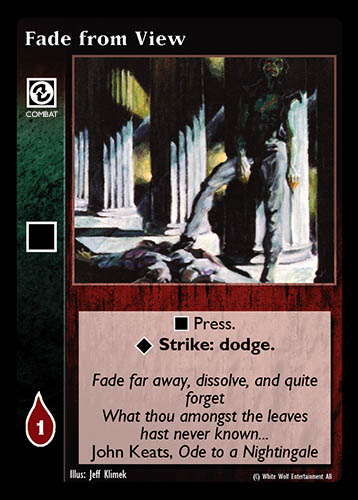 Fade from View
COMBAT
Press.
Strike: dodge.
Fade far away, dissolve, and quite
forget
What thou amongst the leaves
hast never known...
John Keats, Ode to a Nightingale
1
Illus: Jeff Klimek
(C) White Wolf Entertainment AB